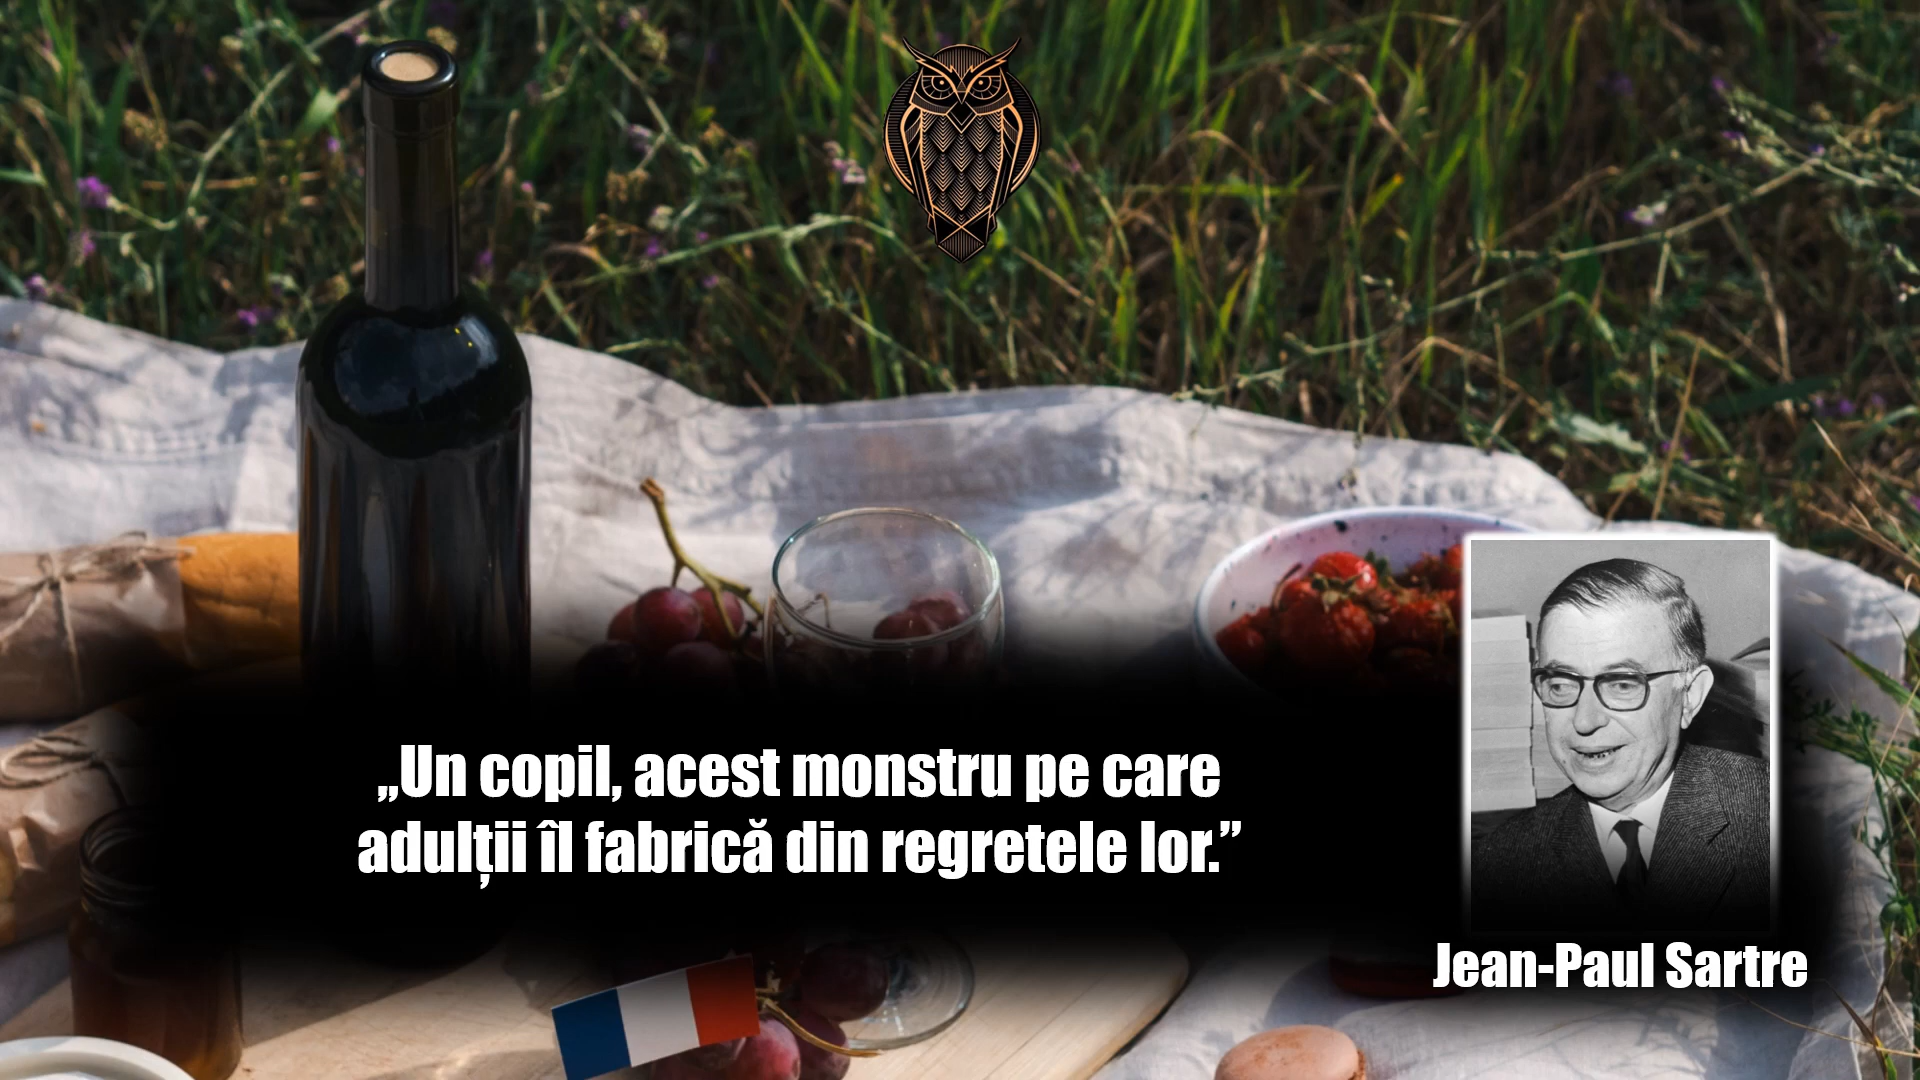 „Un copil, acest monstru pe care
adulții îl fabrică din regretele lor.”
Jean-Paul Sartre